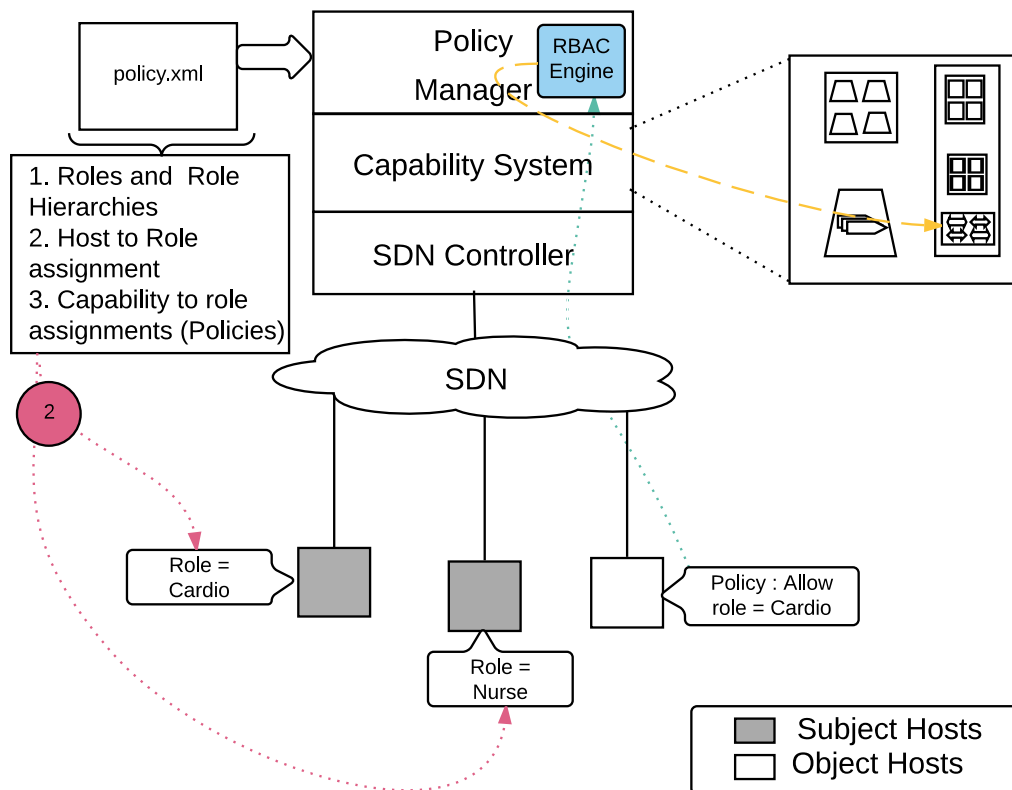 policy.xml
Policy
Manager
RBAC
Engine
Capability System
SDN Controller
1. Roles and Role
Hierarchies
2. Host to Role
assignment
3. Capability to role
assignments (Policies)
SDN
2
Role =
Cardio
Role =
Nurse
Policy : Allow
role = Cardio
Subject Hosts
Object Hosts